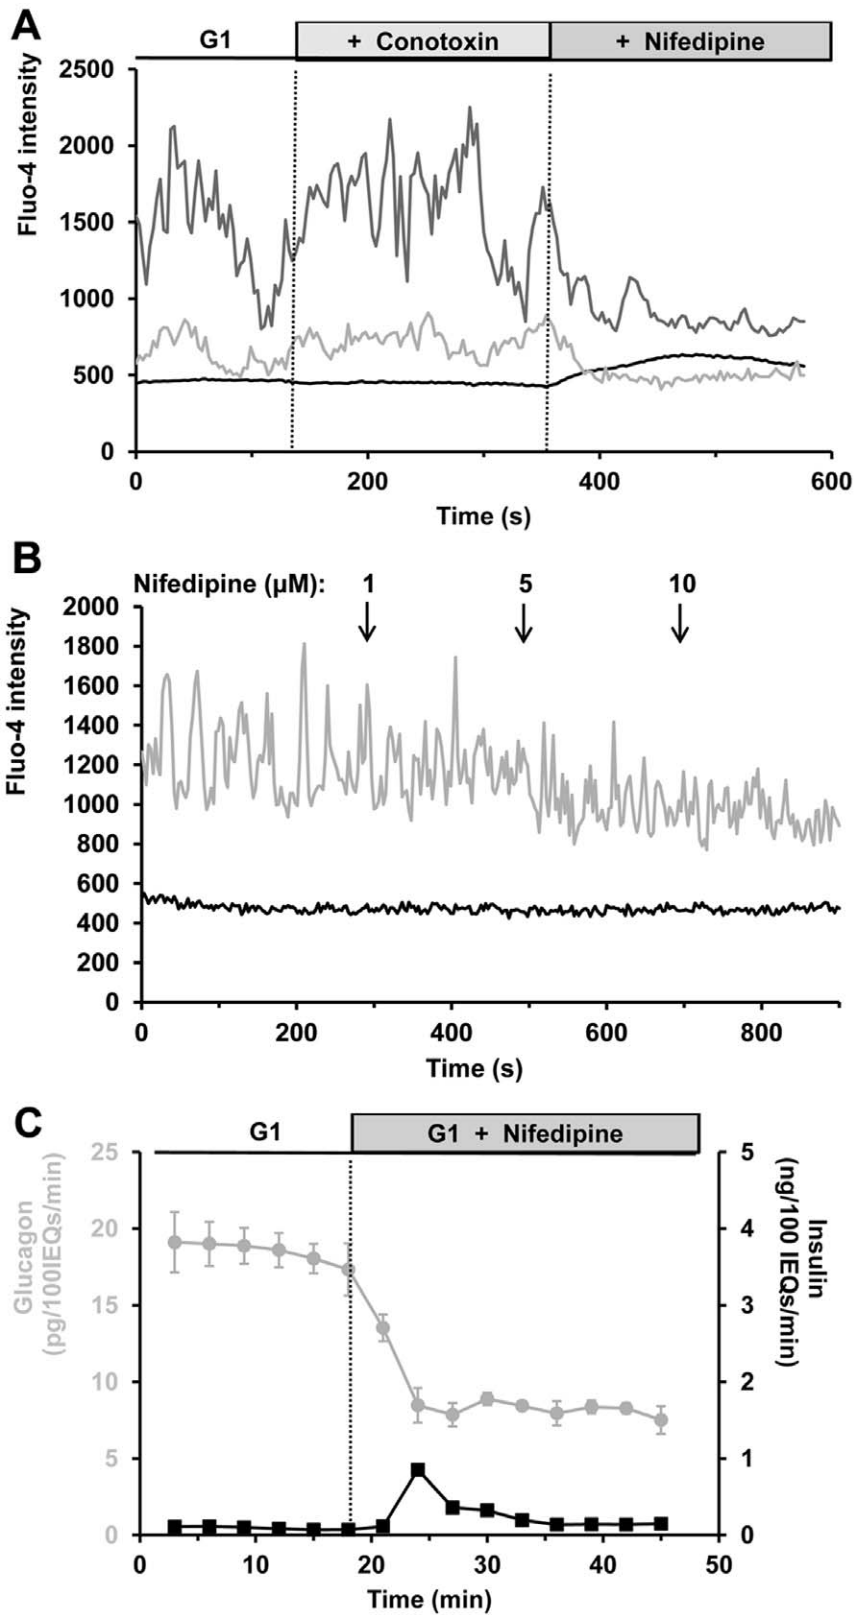 A
G1
+ Conotoxin
+ Nifedipine
Fluo-4 intensity
2500
2000
1500
1000
500
0
0
200
400
600
Time (s)
B
Nifedipine (µM):
1
5
10
Fluo-4 intensity
2000
1800
1600
1400
1200
1000
800
600
400
200
0
0
200
400
600
800
Time (s)
C
G1
G1 + Nifedipine
Glucagon
(pg/100IEQs/min)
25
20
15
10
5
0
5
4
3
2
1
0
Insulin
(ng/100 IEQs/min)
0
10
20
30
40
50
Time (min)